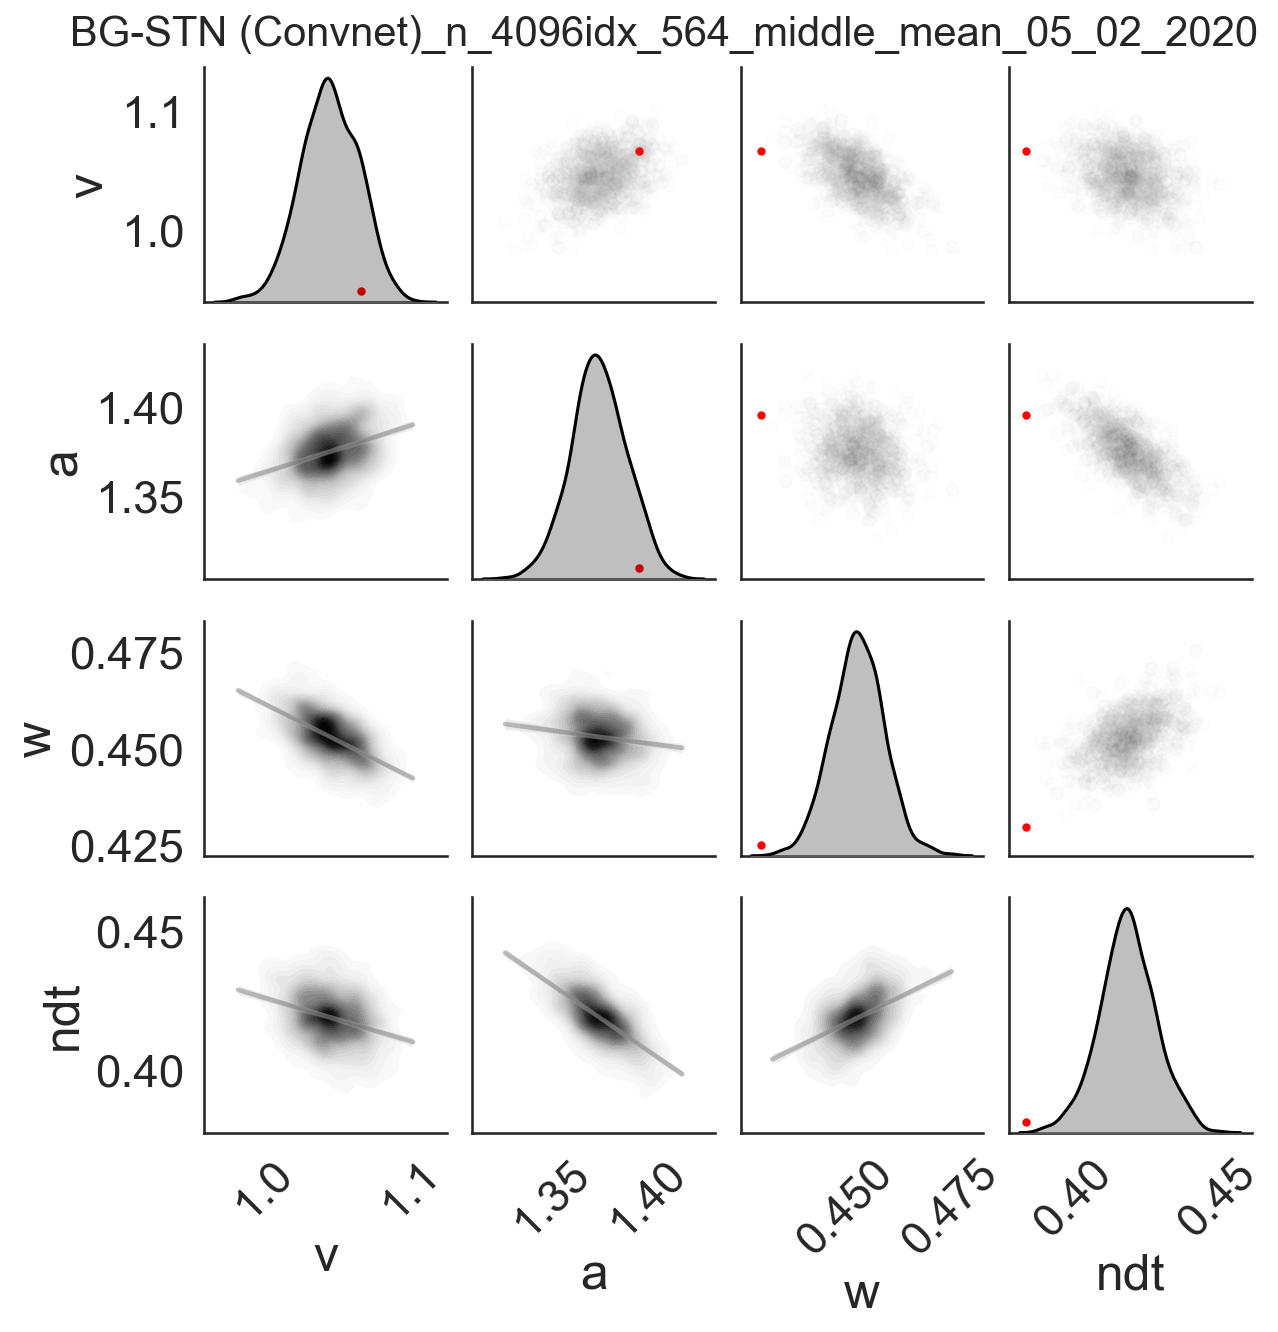 BG-STN (Convnet)_n_4096idx_564_middle_mean_05_02_2020
1.1
v
1.0
1.40
a
1.35
0.475
w
0.450
0.425
0.45
ndt
0.40
1.0 1.1 1.35 1.40 0.450 0.475 0.40 0.45
v a w ndt